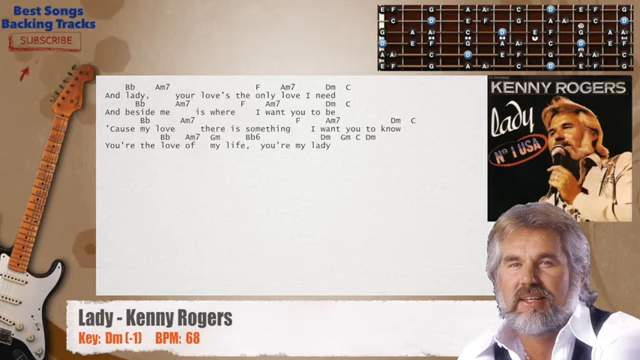 Best Songs
Backing Tracks
SUBSCRIBE
KENNY ROGERS
lady
Nº 1 USA
Bb Am7 F Am7 Dm C
And lady, your love's the only love I need
Bb Am7 F Am7 Dm C
And beside me is where I want you to be
Bb Am7 F Am7 Dm C
'Cause my love there is something I want you to know
Bb Am7 Gm Bb6 Dm Gm C Dm
You're the love of my life, you're my lady
Lady - Kenny Rogers
Key: Dm (-1) BPM: 68